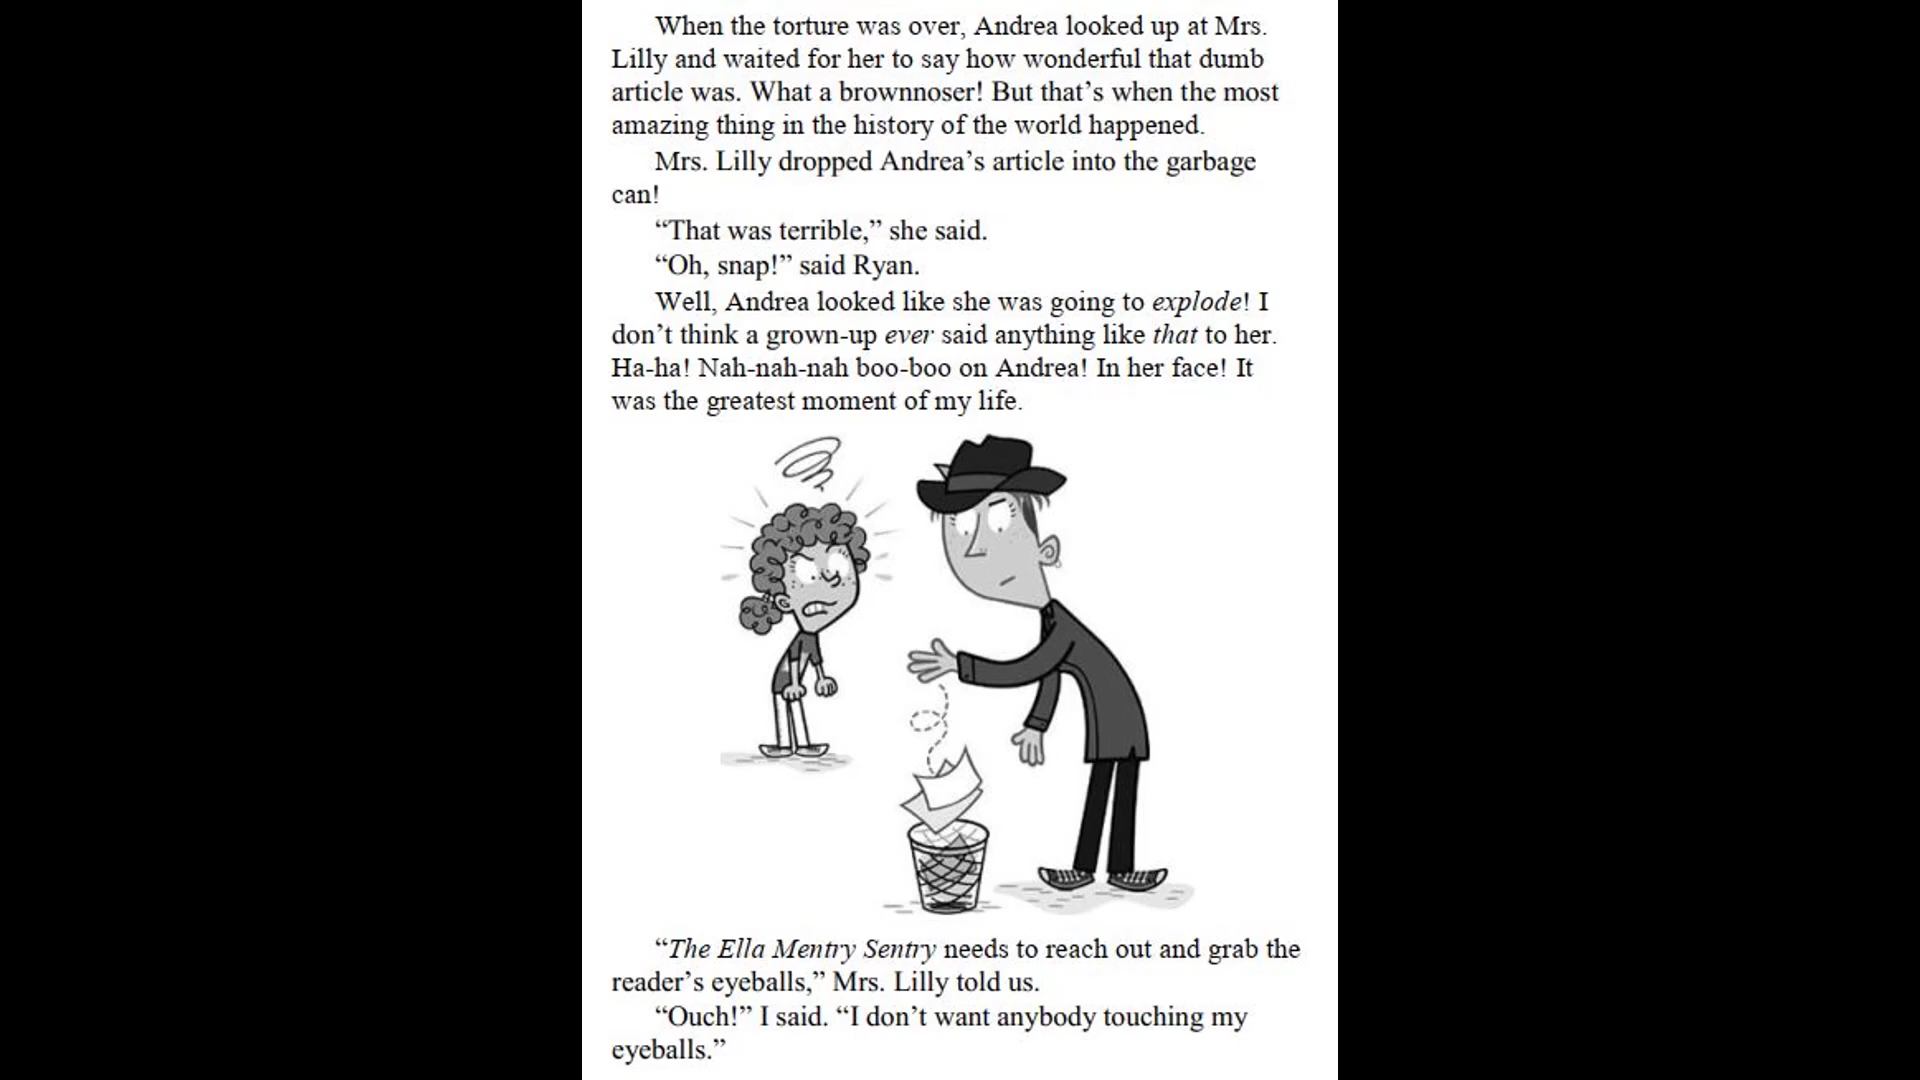 When the torture was over, Andrea looked up at Mrs.
Lilly and waited for her to say how wonderful that dumb
article was. What a brownnoser! But that’s when the most
amazing thing in the history of the world happened.
Mrs. Lilly dropped Andrea’s article into the garbage
can!
“That was terrible,” she said.
“Oh, snap!” said Ryan.
Well, Andrea looked like she was going to explode! I
don’t think a grown-up ever said anything like that to her.
Ha-ha! Nah-nah-nah boo-boo on Andrea! In her face! It
was the greatest moment of my life.
“The Ella Mentry Sentry needs to reach out and grab the
reader’s eyeballs,” Mrs. Lilly told us.
“Ouch!” I said. “I don’t want anybody touching my
eyeballs.”